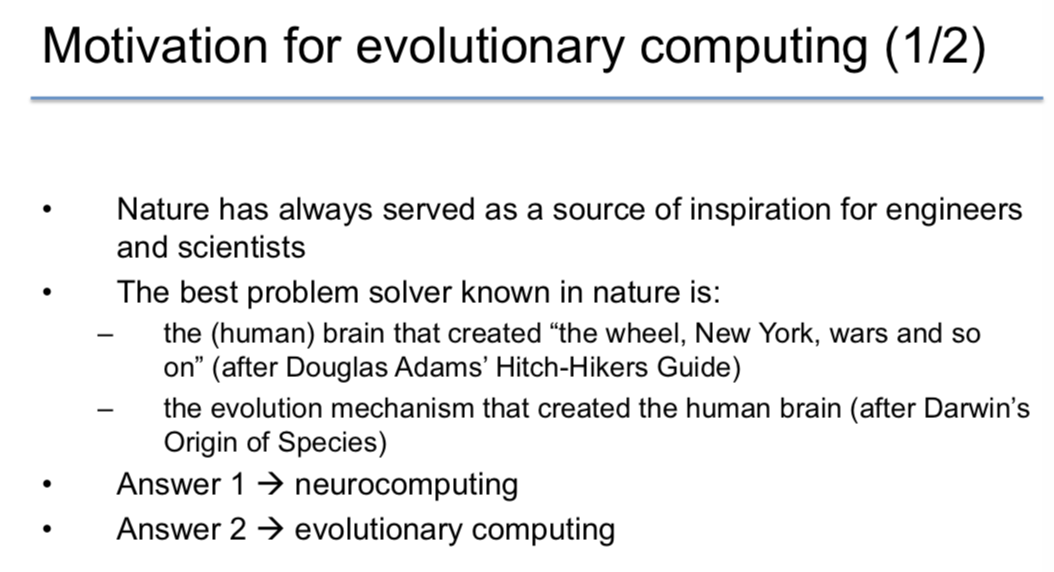 Motivation for evolutionary computing (1/2)
• Nature has always served as a source of inspiration for engineers
and scientists
• The best problem solver known in nature is:
– the (human) brain that created “the wheel, New York, wars and so
on” (after Douglas Adams’ Hitch-Hikers Guide)
– the evolution mechanism that created the human brain (after Darwin’s
Origin of Species)
• Answer 1 → neurocomputing
• Answer 2 → evolutionary computing